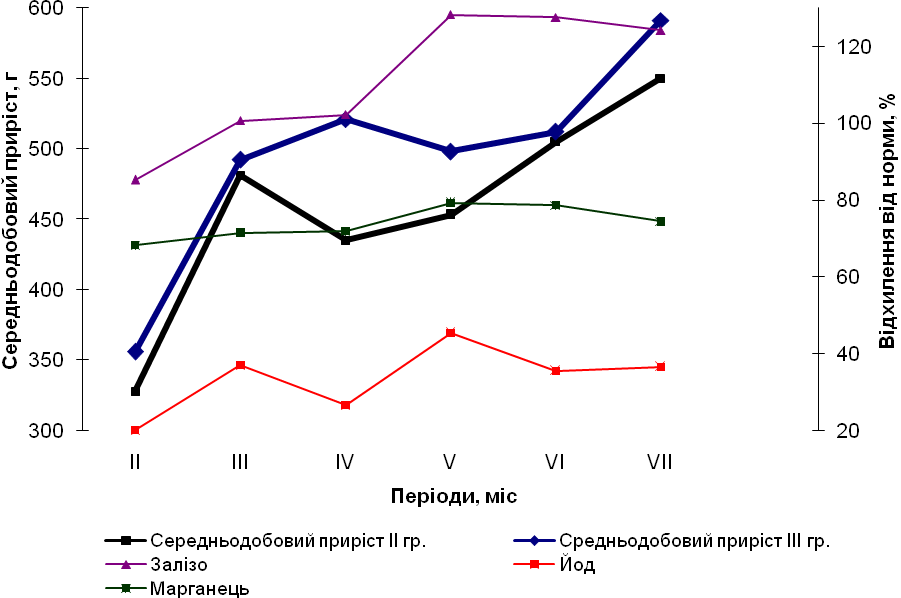 600
550
500
450
400
350
300
Середньодобовий приріст, г
120
100
80
60
40
20
Відхилення від норми, %
II III IV V VI VII
Періоди, міс
Середньодобовий приріст II гр.
Средньодобовий приріст III гр.
Залізо
Йод
Марганець